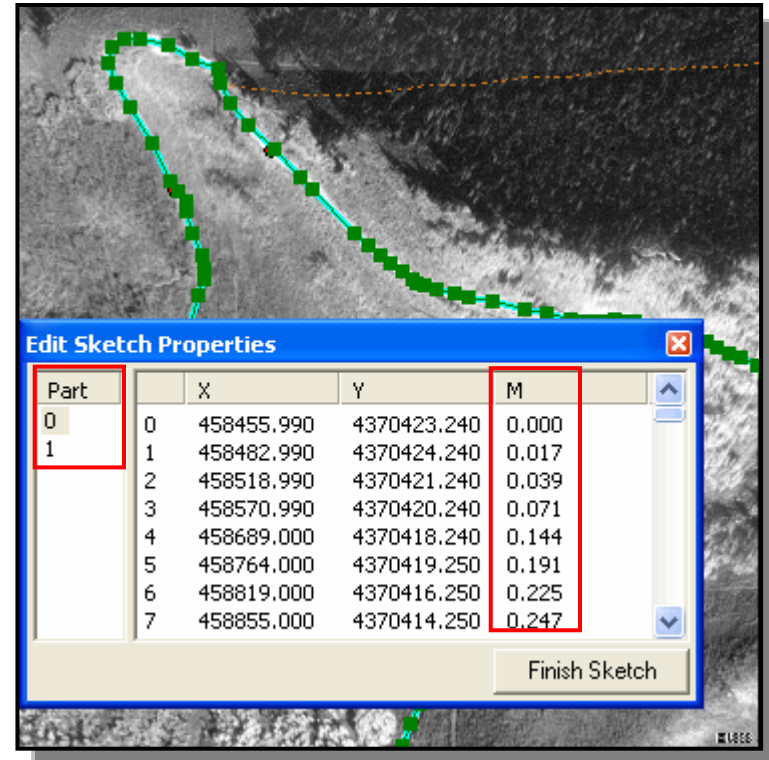 Edit Sketch Properties
Part X Y M
0 0 458455.990 4370423.240 0.000
1 1 458482.990 4370424.240 0.017
2 458518.990 4370421.240 0.039
3 458570.990 4370420.240 0.071
4 458689.000 4370418.240 0.144
5 458764.000 4370419.250 0.191
6 458819.000 4370416.250 0.225
7 458855.000 4370414.250 0.247
Finish Sketch